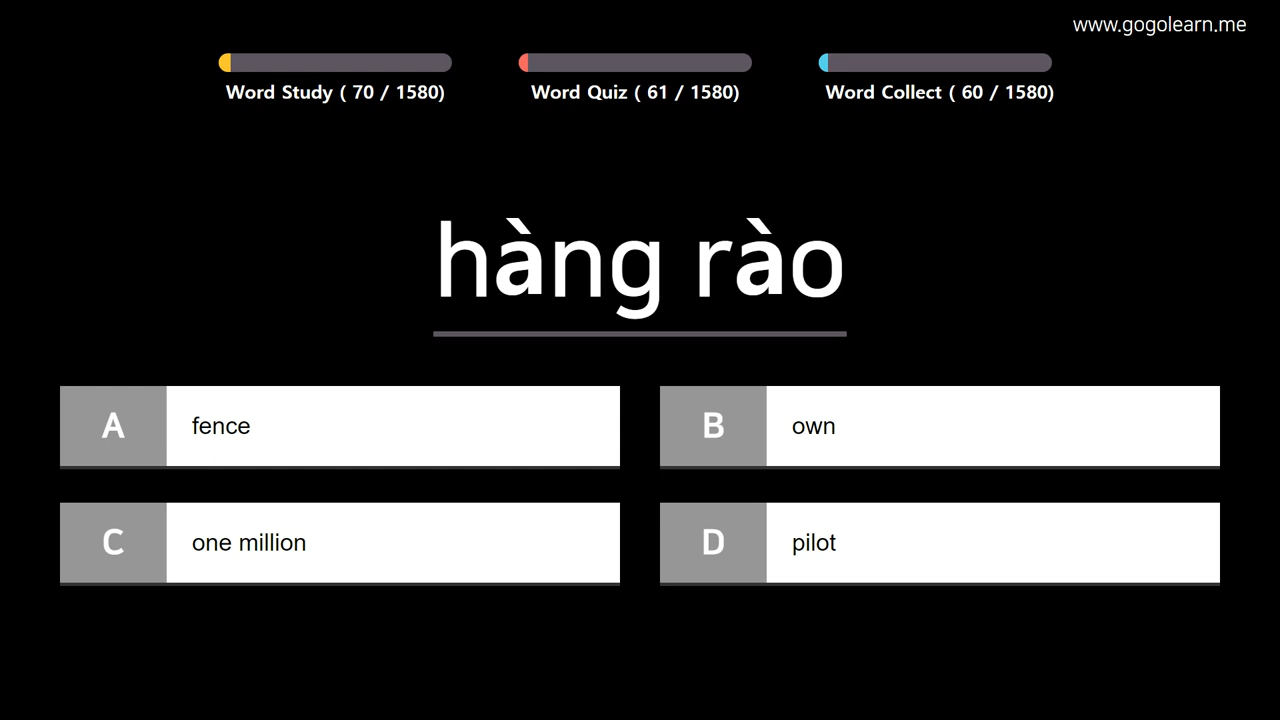 www.gogolearn.me
Word Study ( 70 / 1580)
Word Quiz ( 61 / 1580)
Word Collect ( 60 / 1580)
hàng rào
A fence
B own
C one million
D pilot